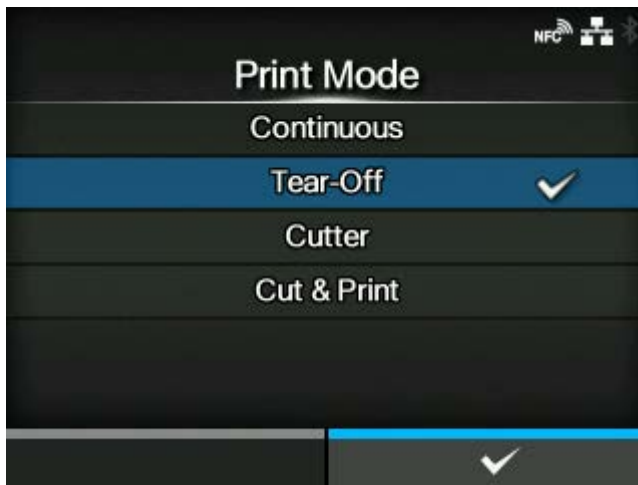 NFC
Print Mode
Continuous
Tear-Off
Cutter
Cut & Print